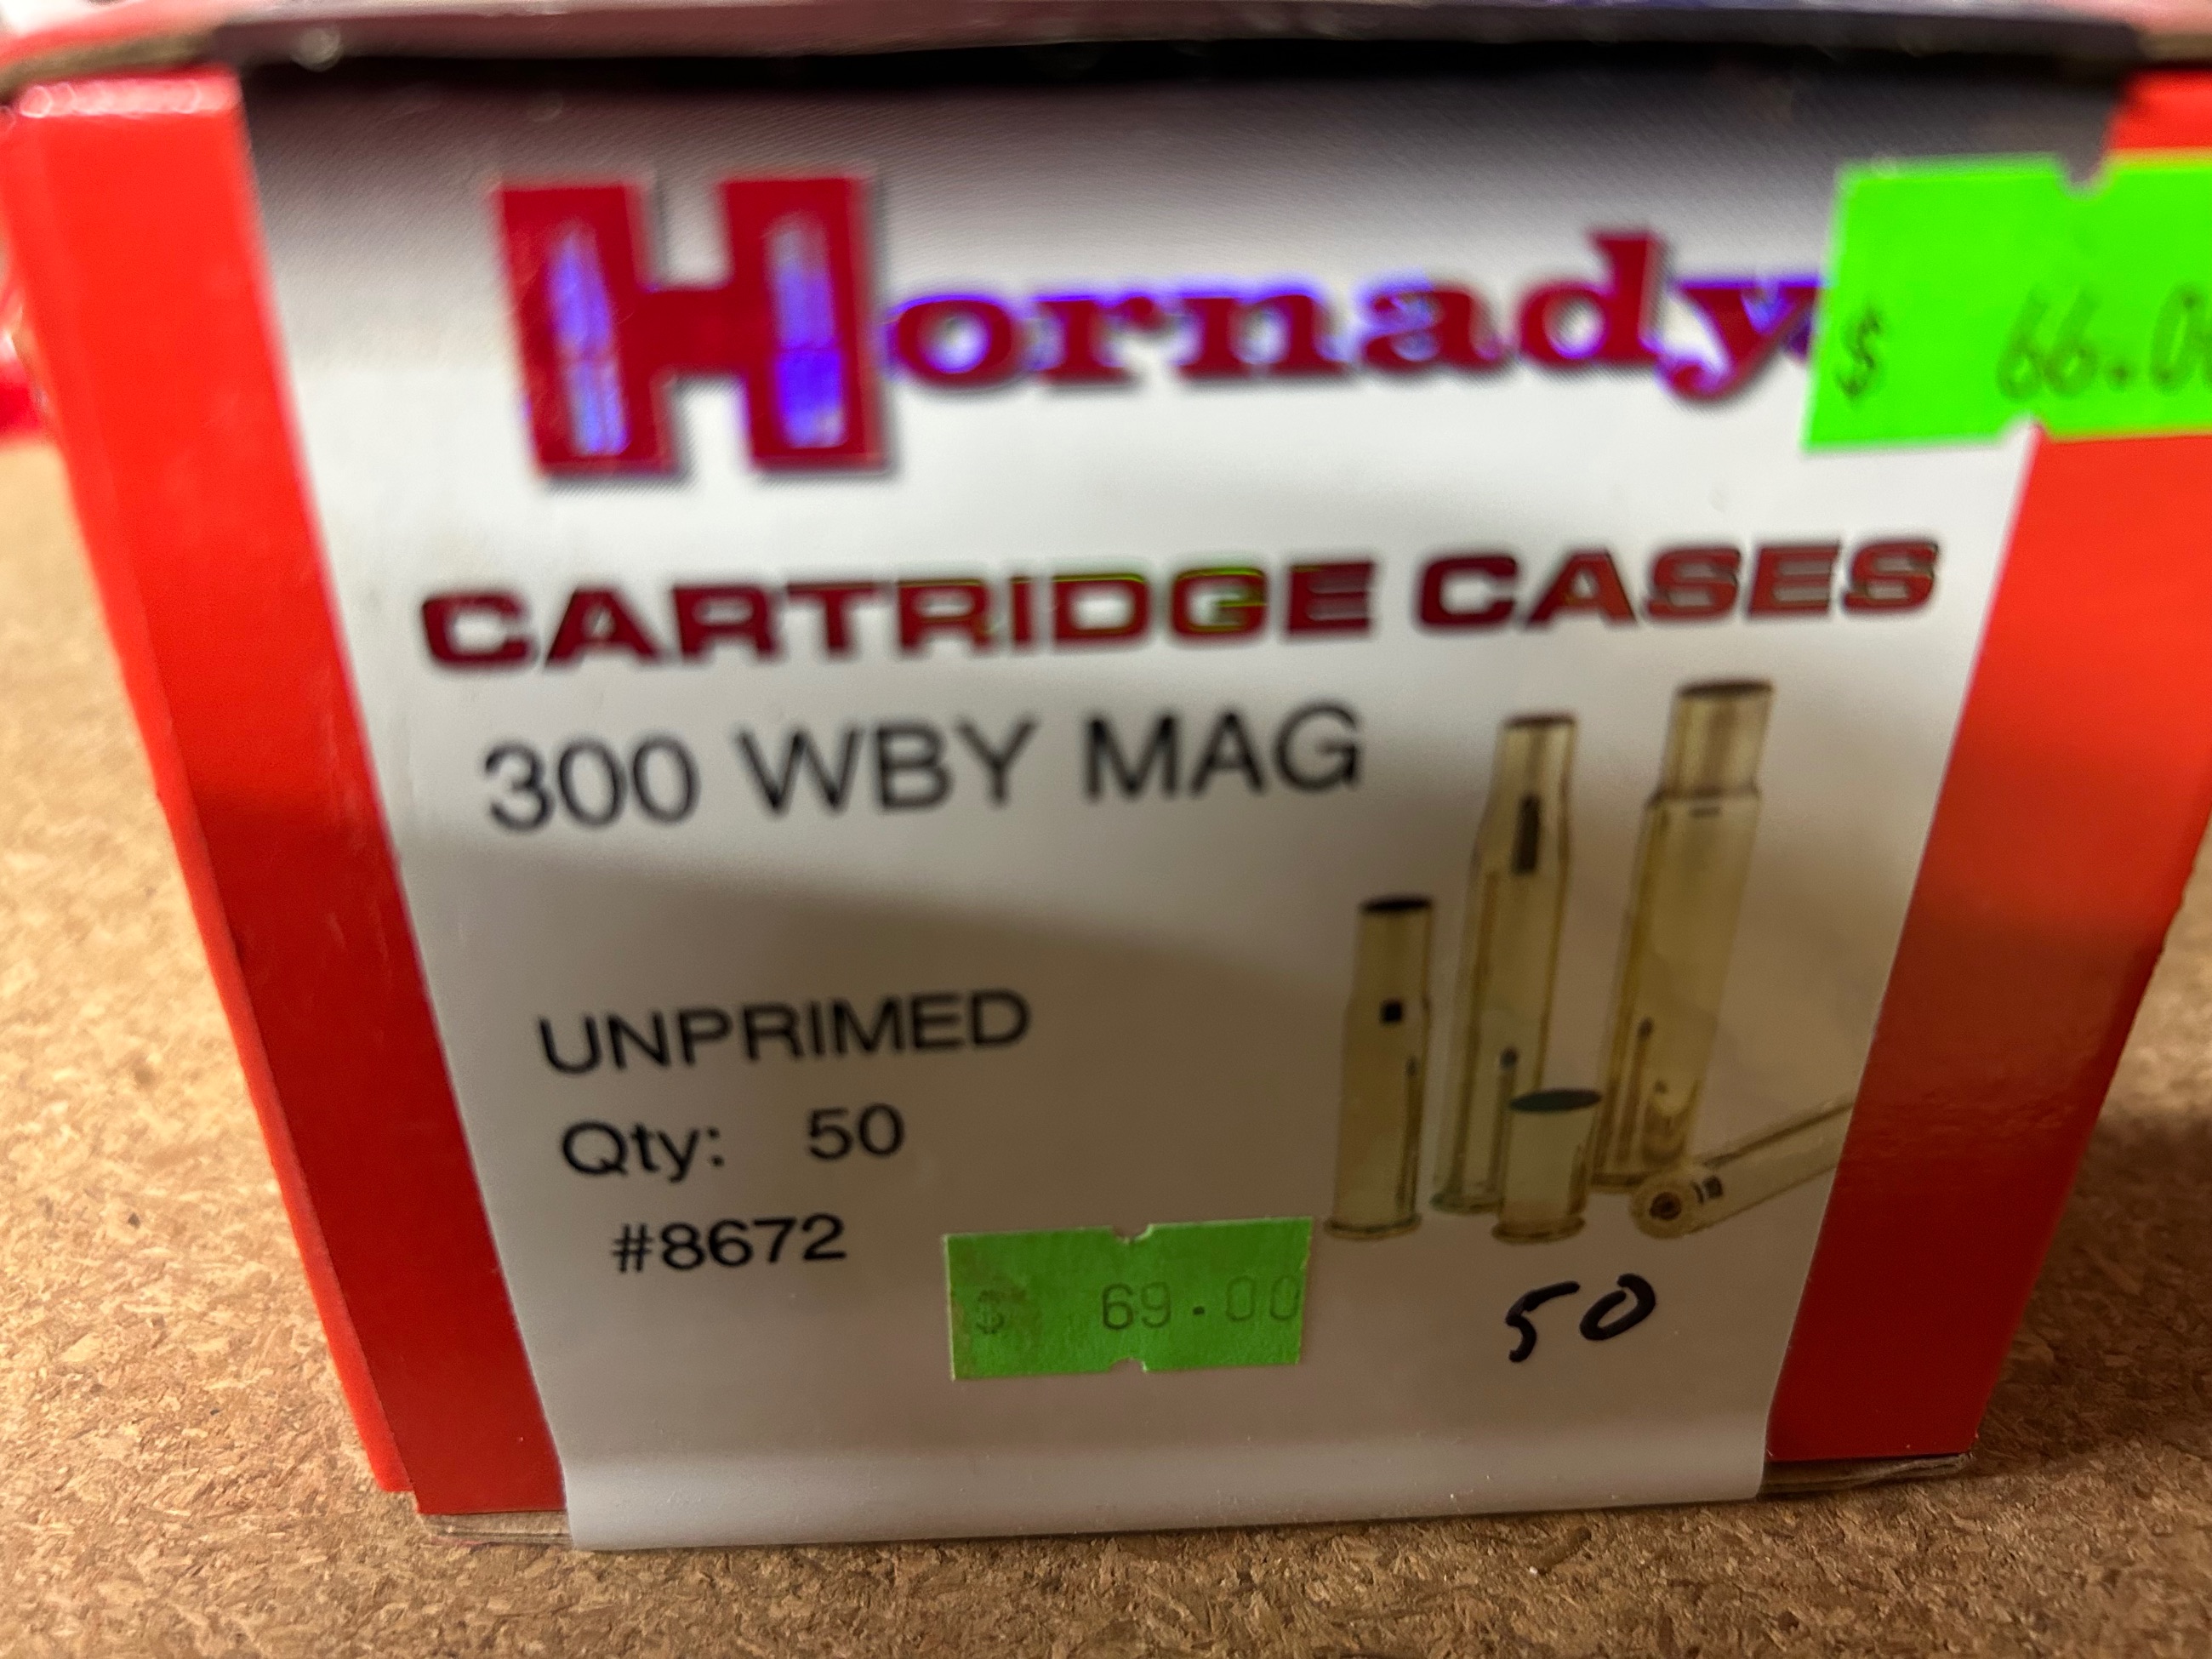 Hornady
$ 66.0
CARTRIDGE CASES
300 WBY MAG
UNPRIMED
Qty: 50
#8672
$ 69.00
50